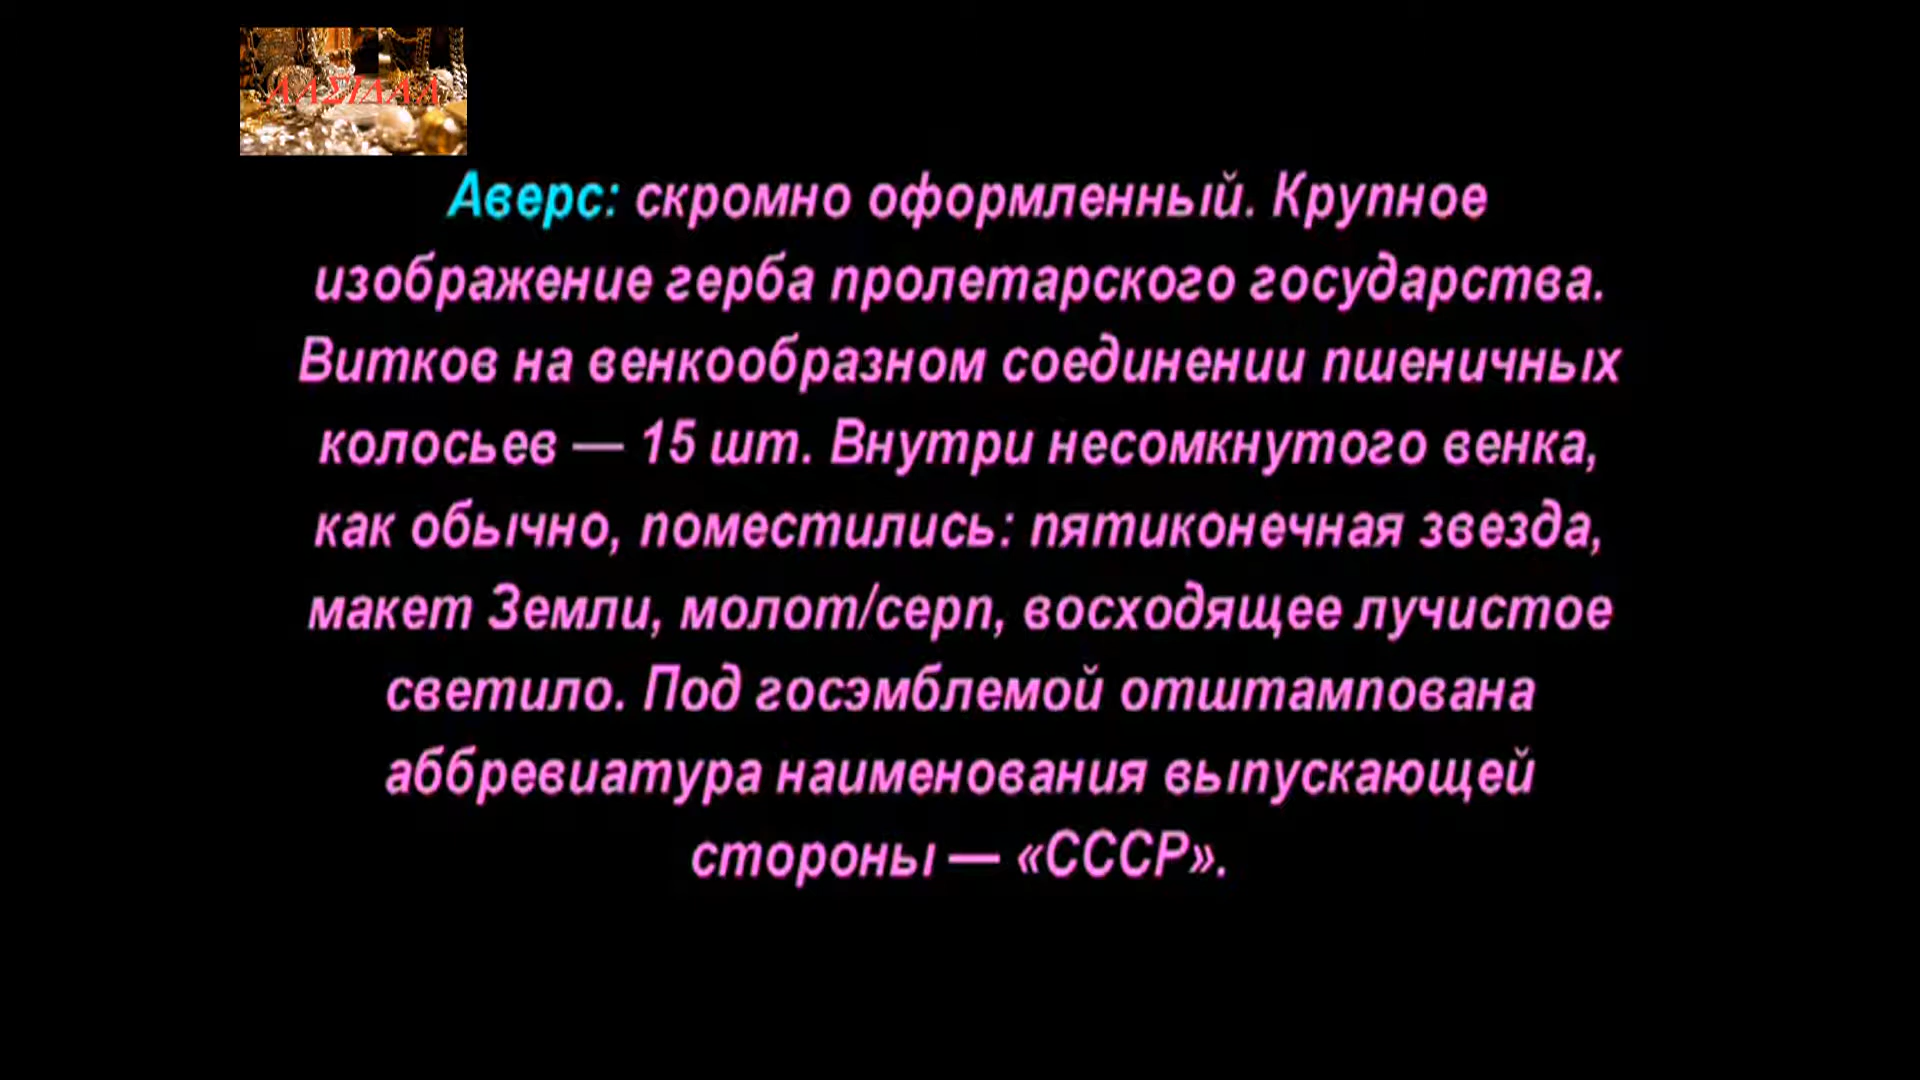 Аверс: скромно оформленный. Крупное
изображение герба пролетарского государства.
Витков на венкообразном соединении пшеничных
колосьев — 15 шт. Внутри несомкнутого венка,
как обычно, поместились: пятиконечная звезда,
макет Земли, молот/серп, восходящее лучистое
светило. Под госэмблемой отштампована
аббревиатура наименования выпускающей
стороны — «СССР».